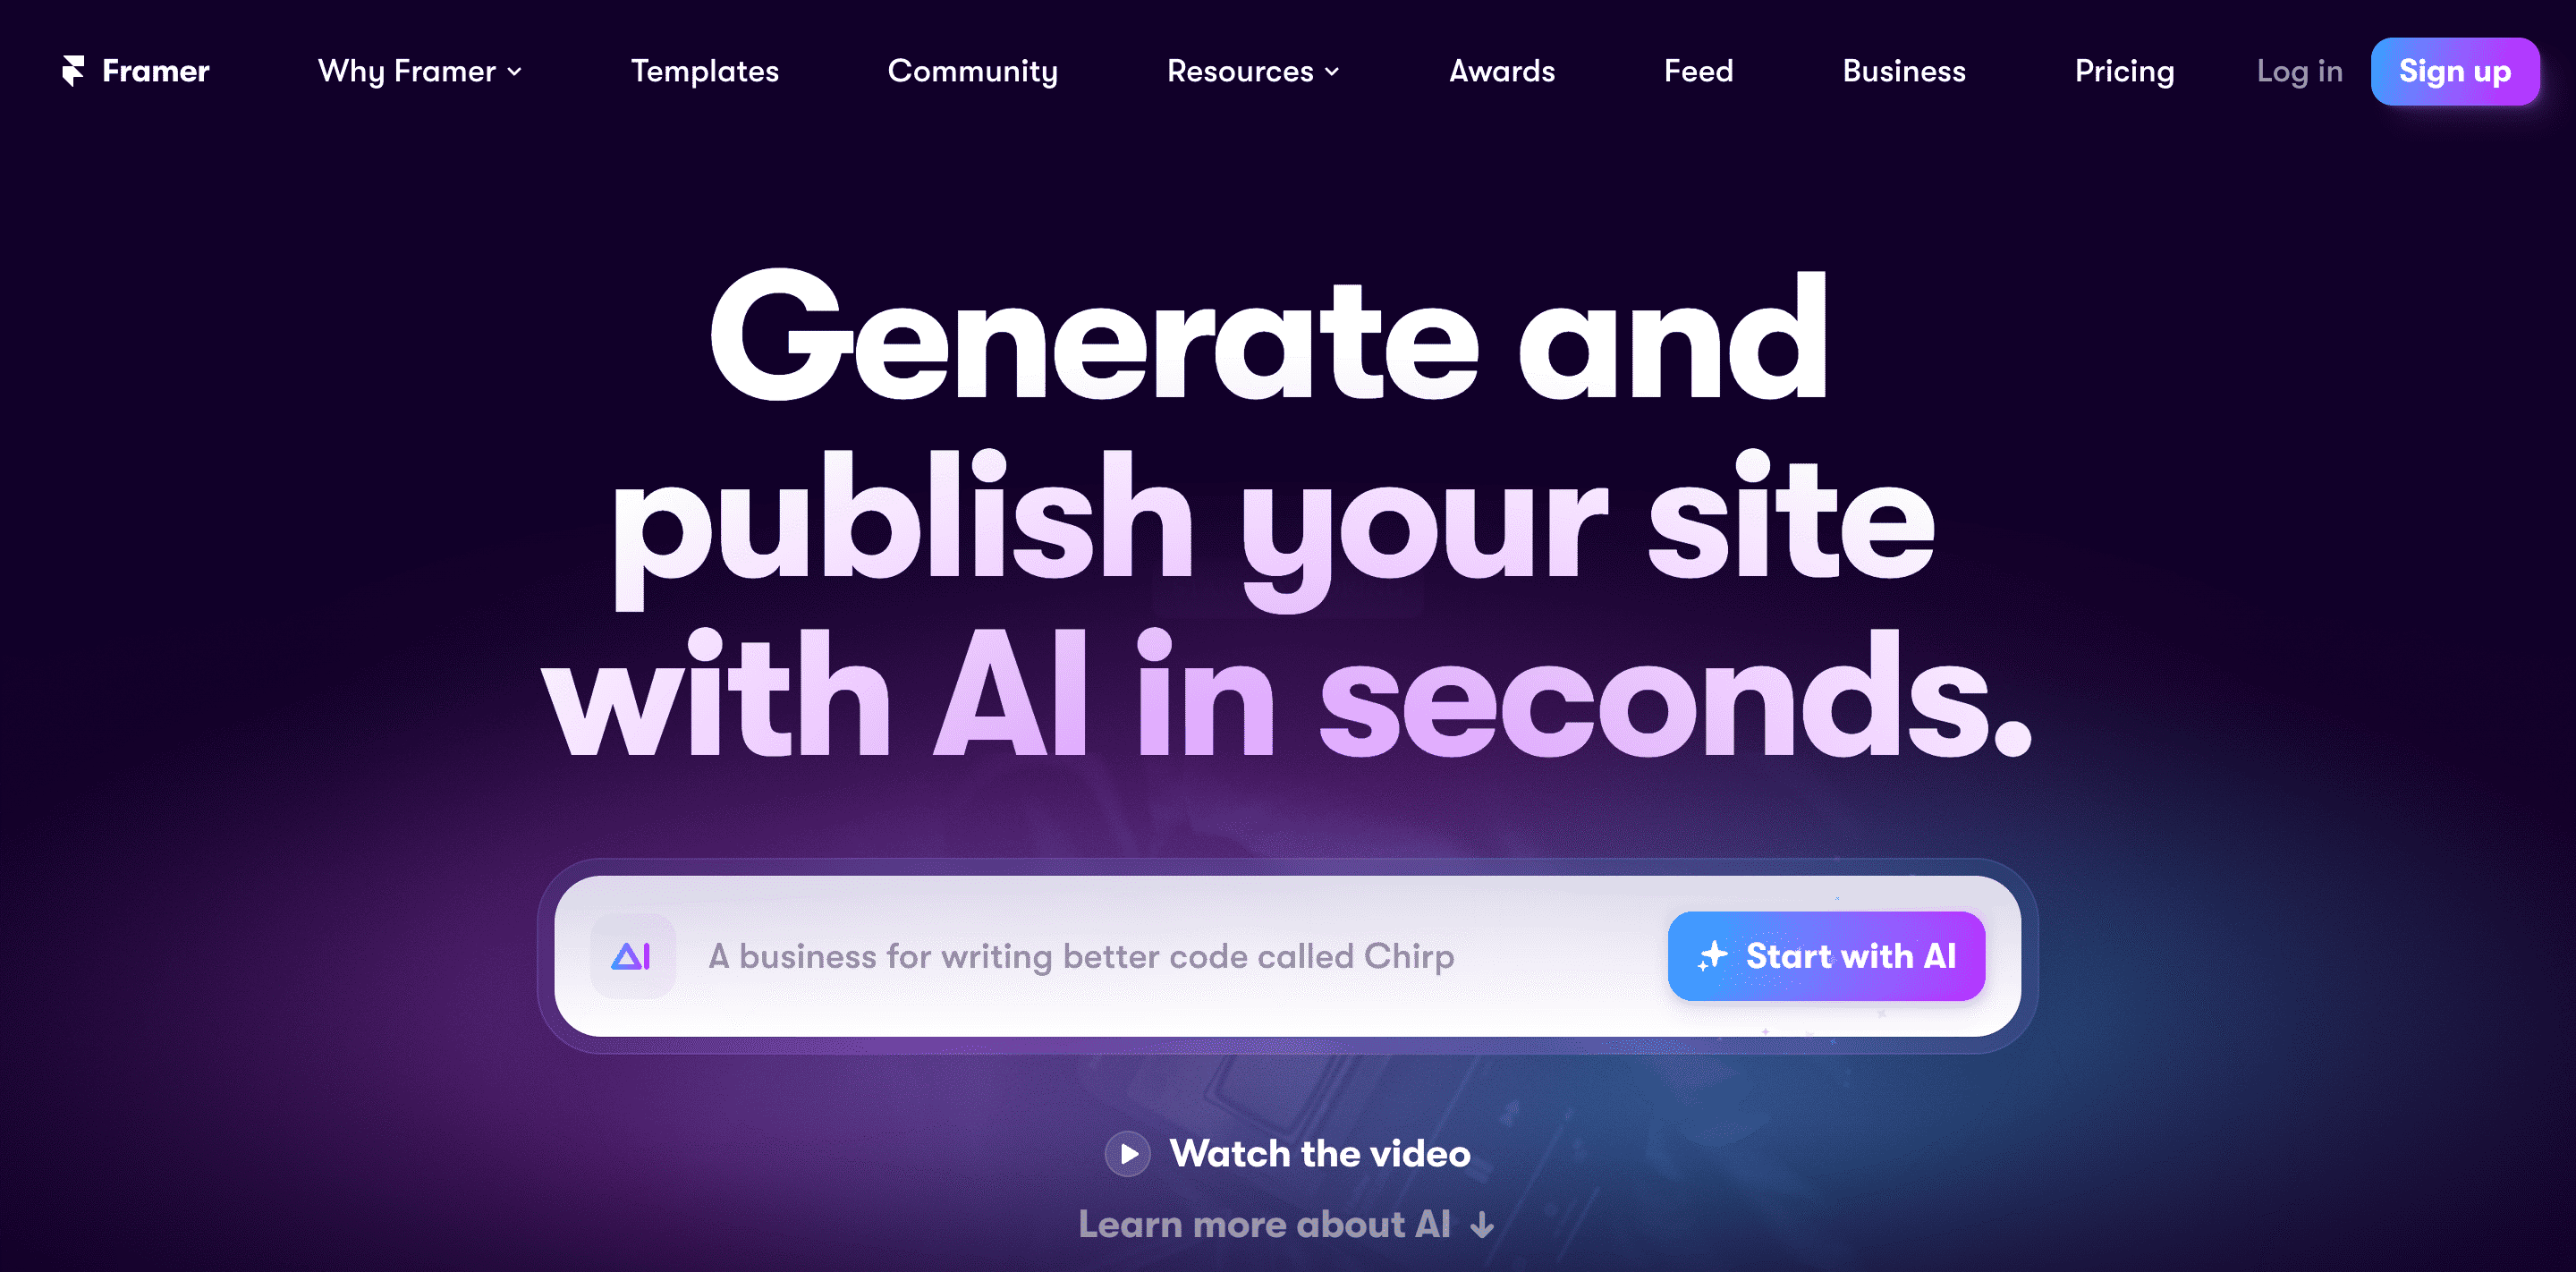 Framer Why Framer Templates Community Resources Awards Feed Business Pricing Log in Sign up
Generate and
publish your site
with AI in seconds.
AI A business for writing better code called Chirp Start with AI
Watch the video
Learn more about AI ↓